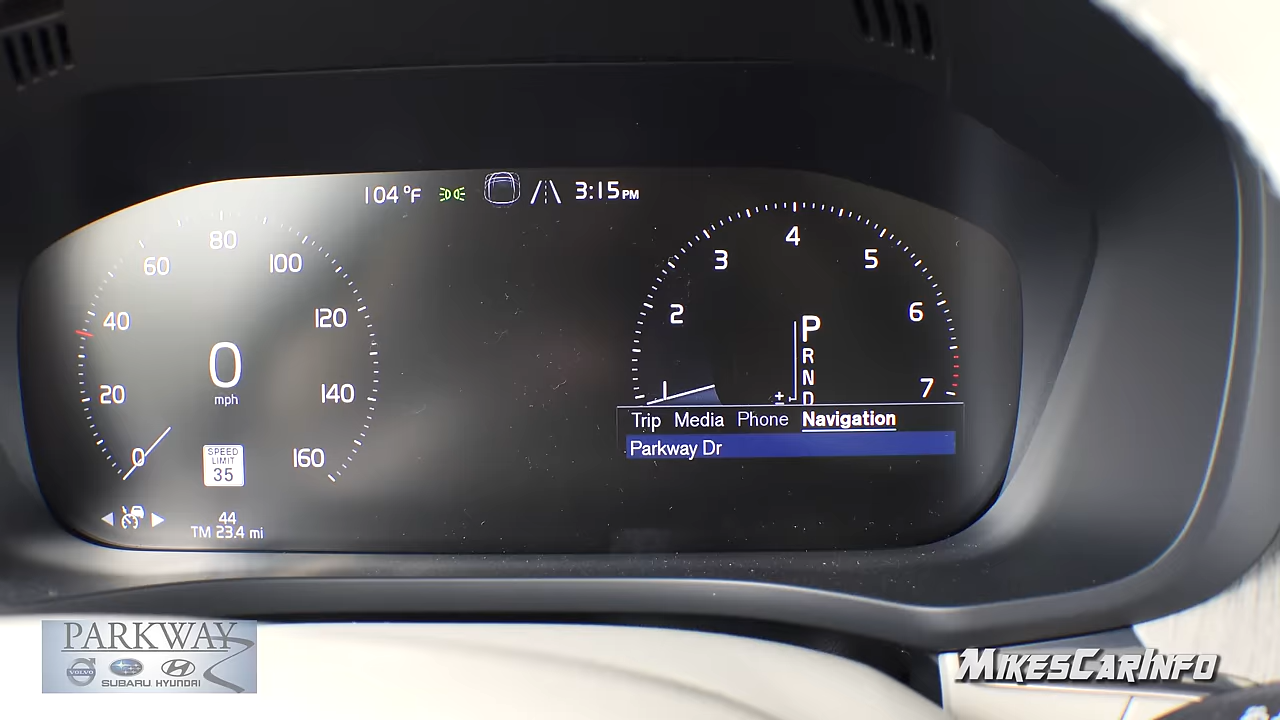 104°F 3:15PM
0 20 40 60 80 100 120 140 160
0
mph
SPEED
LIMIT
35
44
TM 23.4 mi
1 2 3 4 5 6 7
P
R
N
D
±
Trip Media Phone Navigation
Parkway Dr
PARKWAY
VOLVO
SUBARU HYUNDAI
MIKESCARINFO